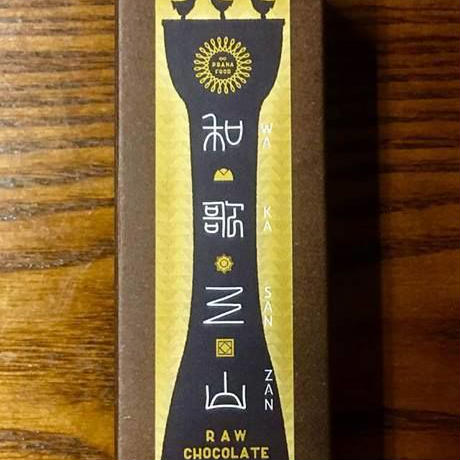 PRANA
FOOD
和
WA
歌
KA
三
SAN
山
ZAN
RAW
CHOCOLATE